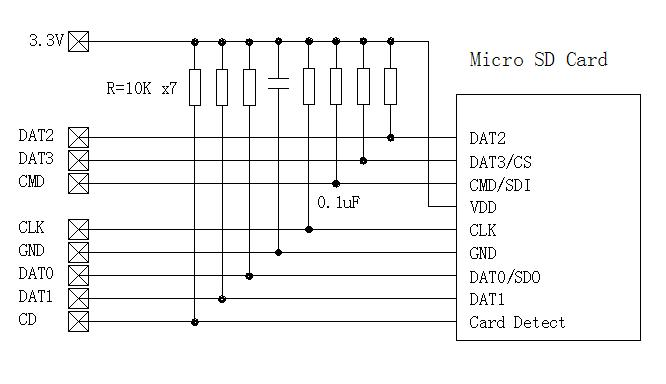 3.3V
Micro SD Card
R=10K x7
DAT2
DAT2
DAT3
DAT3/CS
CMD
CMD/SDI
0.1uF
VDD
CLK
CLK
GND
GND
DAT0
DAT0/SDO
DAT1
DAT1
CD
Card Detect